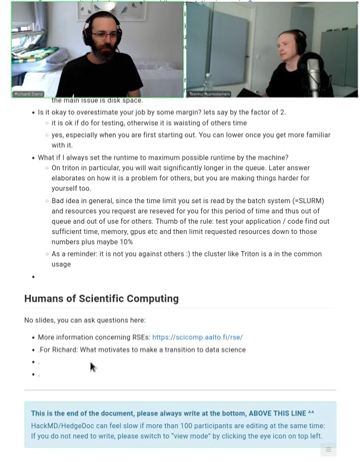 Richard Darst
the main issue is disk space.
Is it okay to overestimate your job by some margin? lets say by the factor of 2.
it is ok if do for testing, otherwise it is wasting of others time
yes, especially when you are first starting out. You can lower once you get more familiar
with it.
What if I always set the runtime to maximum possible runtime by the machine?
On triton in particular, you will wait significantly longer in the queue. Later answer
elaborates on how it is a problem for others, but you are making things harder for
yourself too.
Bad idea in general, since the time limit you set is read by the batch system (=SLURM)
and resources you request are reseved for you for this period of time and thus out of
queue and out of use for others. Thumb of the rule: test your application / code find out
sufficient time, memory, gpus etc and then limit requested resources down to those
numbers plus maybe 10%
As a reminder: it is not you against others :) the cluster like Triton is a in the common
usage
Humans of Scientific Computing
No slides, you can ask questions here:
More information concerning RSEs: https://scicomp.aalto.fi/rse/
.For Richard: What motivates to make a transition to data science
.
.
This is the end of the document, please always write at the bottom, ABOVE THIS LINE ^^
HackMD/HedgeDoc can feel slow if more than 100 participants are editing at the same time:
If you do not need to write, please switch to "view mode" by clicking the eye icon on top left.